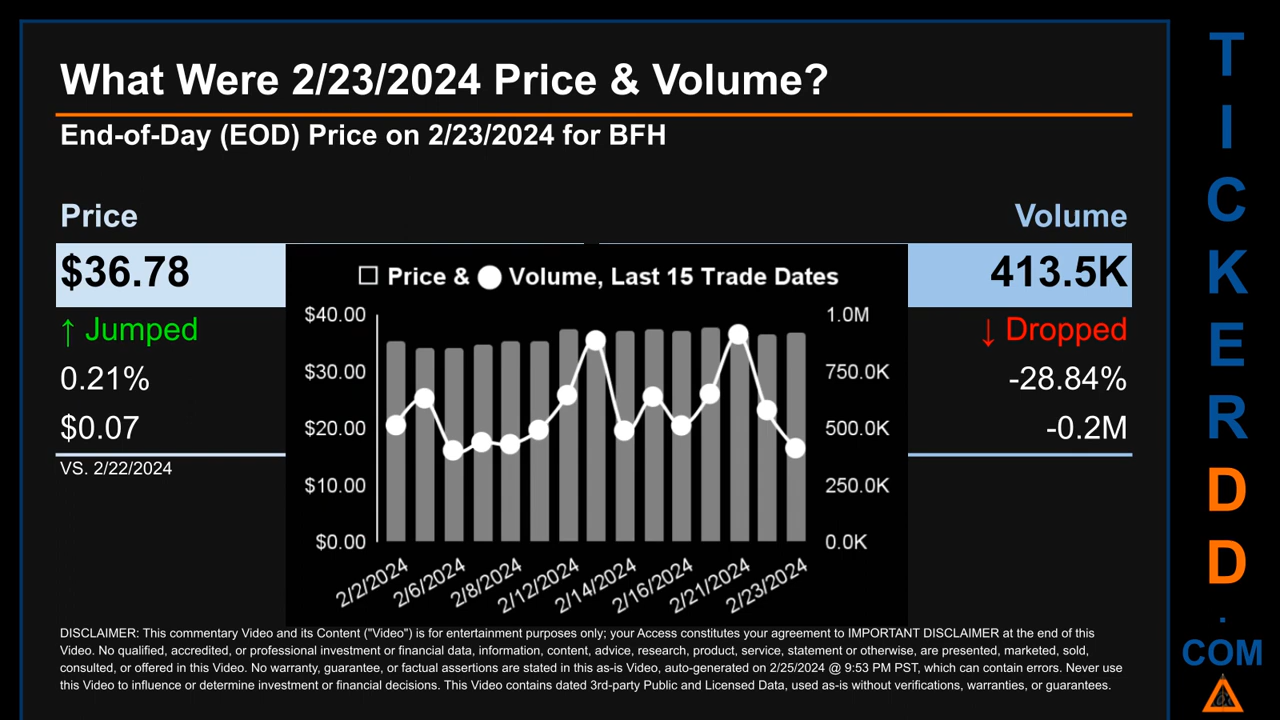 What Were 2/23/2024 Price & Volume?
End-of-Day (EOD) Price on 2/23/2024 for BFH
Price
Volume
$36.78
413.5K
↑ Jumped
↓ Dropped
0.21%
-28.84%
$0.07
-0.2M
VS. 2/22/2024
Price & Volume, Last 15 Trade Dates
$40.00
$30.00
$20.00
$10.00
$0.00
1.0M
750.0K
500.0K
250.0K
0.0K
2/2/2024
2/6/2024
2/8/2024
2/12/2024
2/14/2024
2/16/2024
2/21/2024
2/23/2024
DISCLAIMER: This commentary Video and its Content ("Video") is for entertainment purposes only; your Access constitutes your agreement to IMPORTANT DISCLAIMER at the end of this
Video. No qualified, accredited, or professional investment or financial data, information, content, advice, research, product, service, statement or otherwise, are presented, marketed, sold,
consulted, or offered in this Video. No warranty, guarantee, or factual assertions are stated in this as-is Video, auto-generated on 2/25/2024 @ 9:53 PM PST, which can contain errors. Never use
this Video to influence or determine investment or financial decisions. This Video contains dated 3rd-party Public and Licensed Data, used as-is without verifications, warranties, or guarantees.
T
I
C
K
E
R
D
D
.
COM